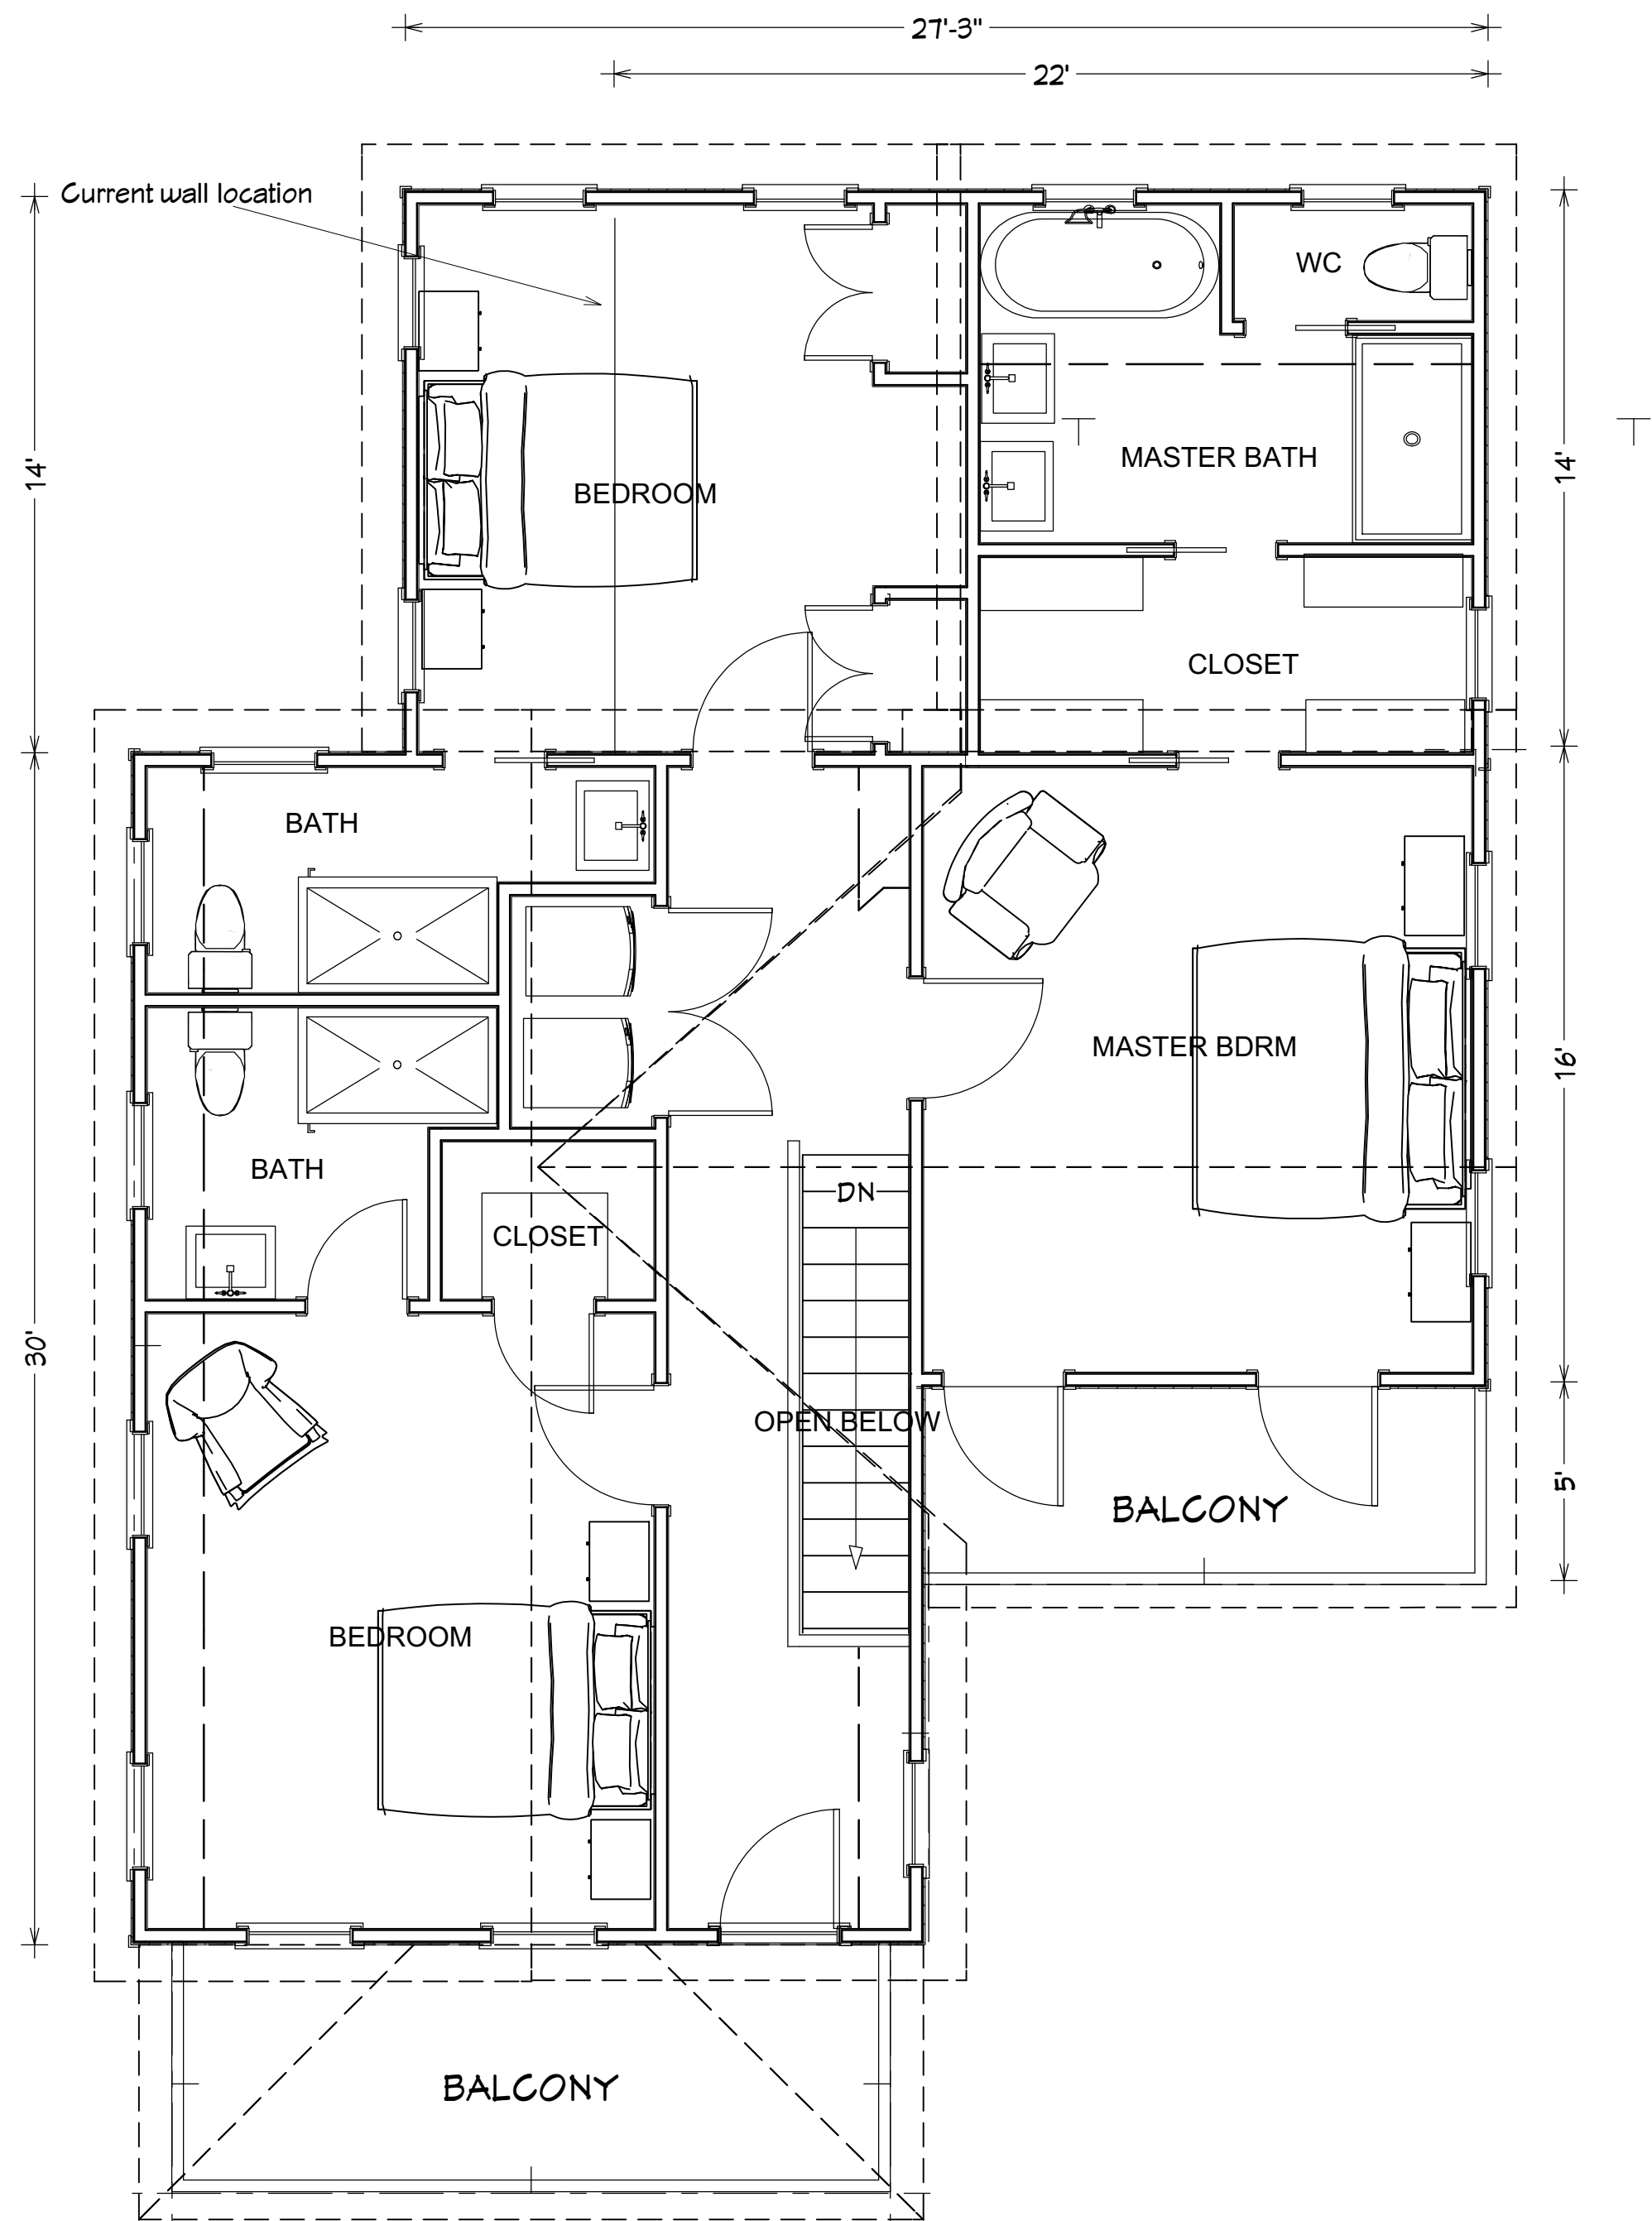 27'-3"
22'
Current wall location
WC
MASTER BATH
14'
14'
BEDROOM
CLOSET
BATH
MASTER BDRM
16'
BATH
DN
CLOSET
30'
OPEN BELOW
5'
BALCONY
BEDROOM
BALCONY